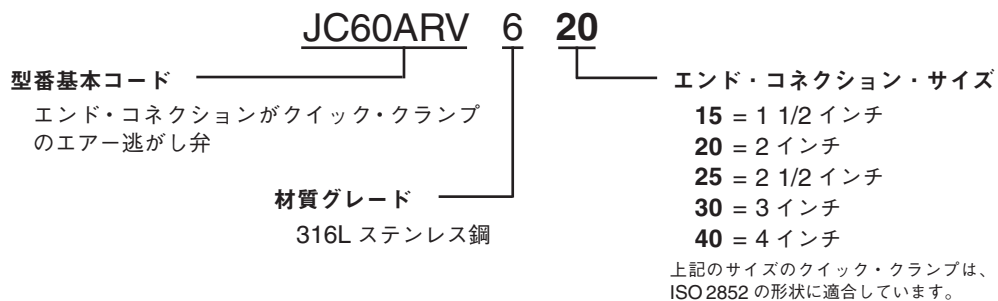 JC60ARV 6 20
型番基本コード
エンド・コネクションがクイック・クランプ
のエアー逃がし弁
材質グレード
316L ステンレス鋼
エンド・コネクション・サイズ
15 = 1 1/2 インチ
20 = 2 インチ
25 = 2 1/2 インチ
30 = 3 インチ
40 = 4 インチ
上記のサイズのクイック・クランプは、
ISO 2852 の形状に適合しています。